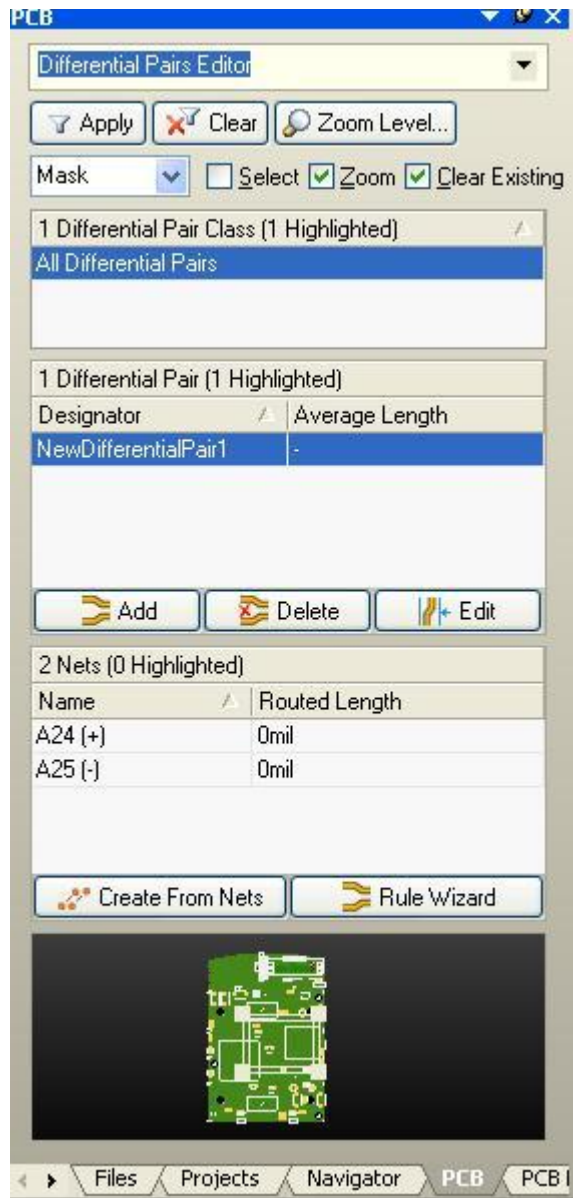 PCB
Differential Pairs Editor
Apply Clear Zoom Level...
Mask Select Zoom Clear Existing
1 Differential Pair Class (1 Highlighted)
All Differential Pairs
1 Differential Pair (1 Highlighted)
Designator Average Length
NewDifferentialPair1 -
Add Delete Edit
2 Nets (0 Highlighted)
Name Routed Length
A24 (+) 0mil
A25 (-) 0mil
Create From Nets Rule Wizard
Files Projects Navigator PCB PCB I